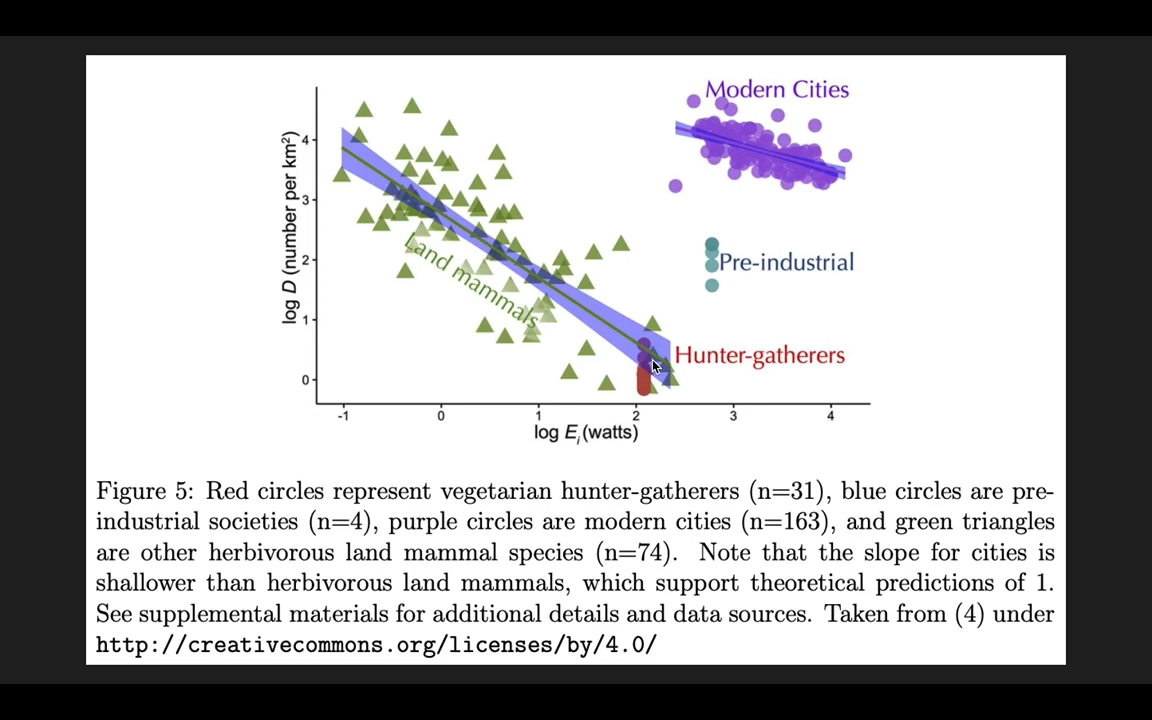 Modern Cities
4
3
2
1
0
log D (number per km²)
Land mammals
Pre-industrial
Hunter-gatherers
-1 0 1 2 3 4
log Ei (watts)
Figure 5: Red circles represent vegetarian hunter-gatherers (n=31), blue circles are pre-
industrial societies (n=4), purple circles are modern cities (n=163), and green triangles
are other herbivorous land mammal species (n=74). Note that the slope for cities is
shallower than herbivorous land mammals, which support theoretical predictions of 1.
See supplemental materials for additional details and data sources. Taken from (4) under
http://creativecommons.org/licenses/by/4.0/